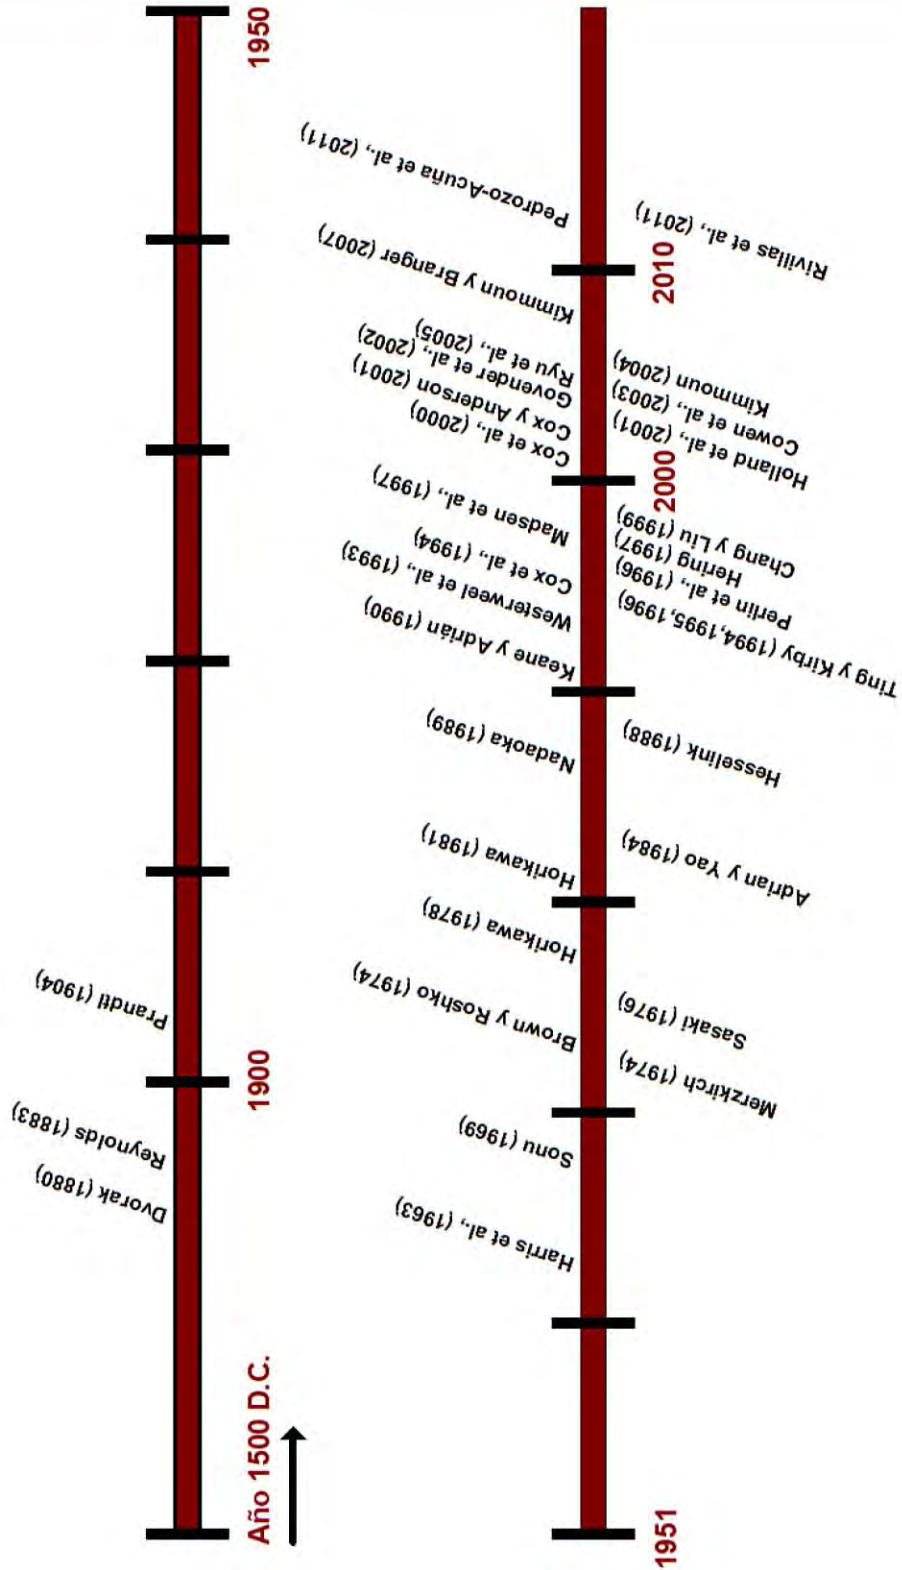 Año 1500 D.C.
Dvorak (1880)
Reynolds (1883)
1900
Prandtl (1904)
1950
1951
Harris et al., (1963)
Sonu (1969)
Brown y Roshko (1974)
Horikawa (1978)
Horikawa (1981)
Nadaoka (1989)
Keane y Adrián (1990)
Westerweel et al., (1993)
Cox et al., (1994)
Madsen et al., (1997)
Cox et al., (2000)
Cox y Anderson (2001)
Govender et al., (2002)
Ryu et al., (2005)
Kimmoun y Branger (2007)
Pedrozo-Acuña et al., (2011)
Merzkirch (1974)
Sasaki (1976)
Adrian y Yao (1984)
Hesselink (1988)
Ting y Kirby (1994,1995,1996)
Perlin et al., (1996)
Hering (1997)
Chang y Liu (1999)
2000
Holland et al., (2001)
Cowen et al., (2003)
Kimmoun (2004)
2010
Rivillas et al., (2011)